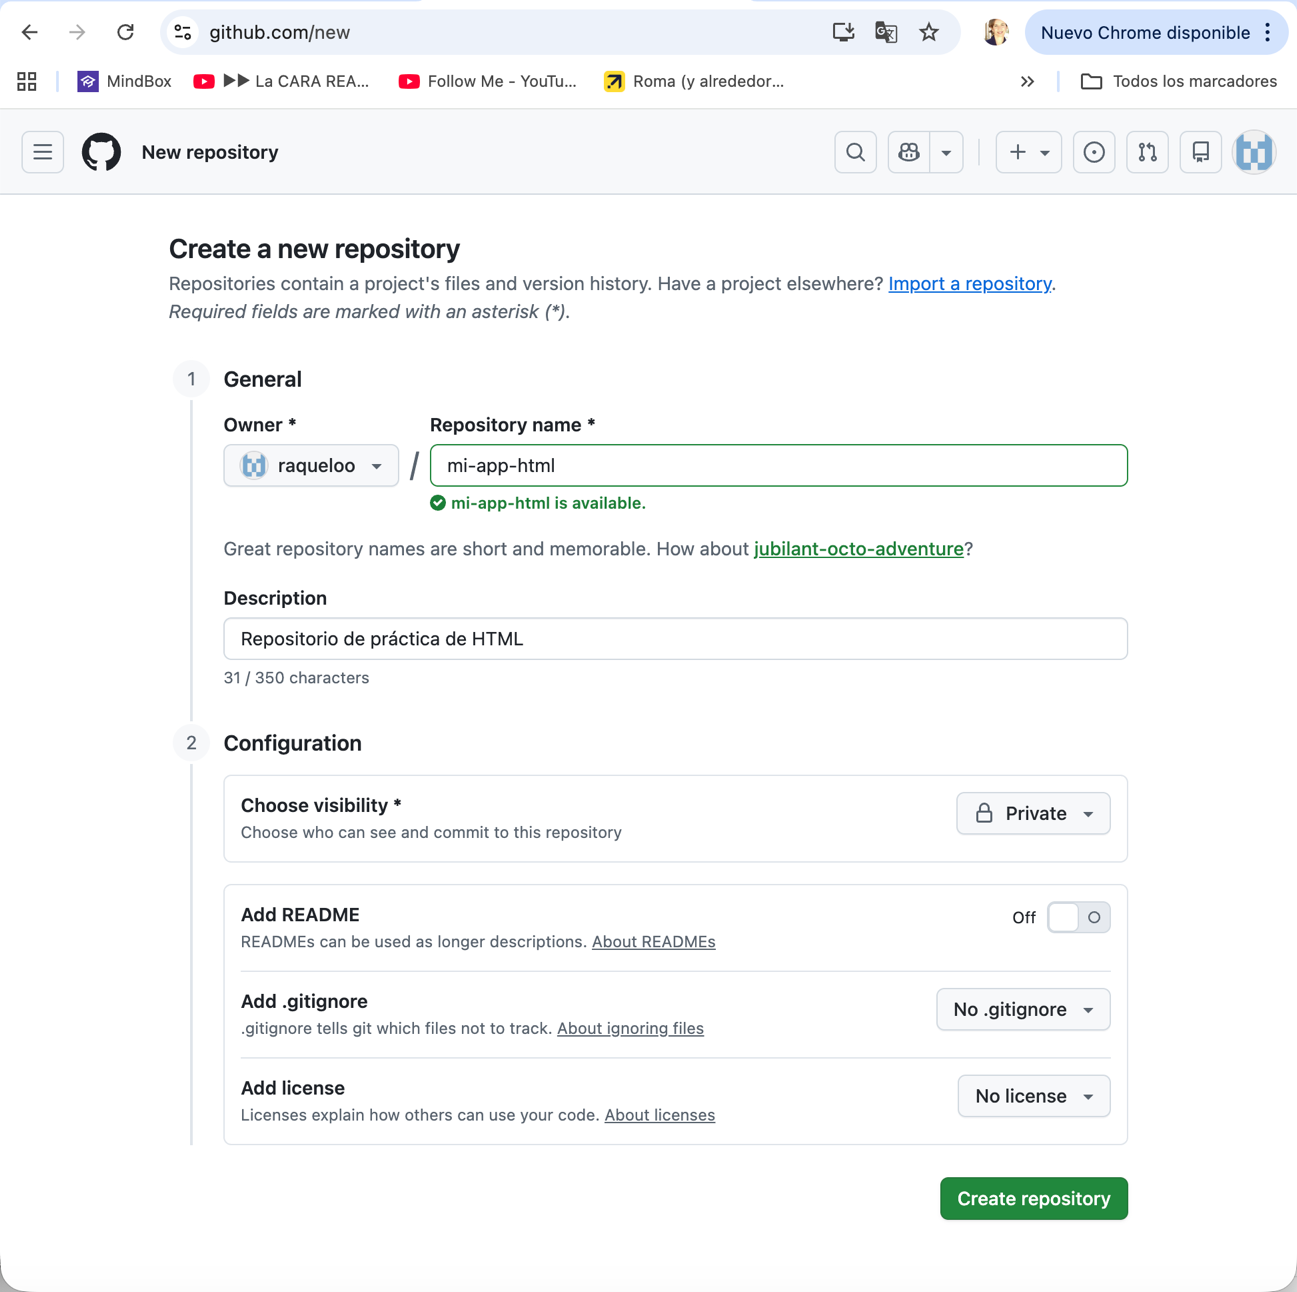 github.com/new
Nuevo Chrome disponible
MindBox
▶▶ La CARA REA...
Follow Me - YouTu...
Roma (y alrededor...
Todos los marcadores
New repository
Create a new repository
Repositories contain a project's files and version history. Have a project elsewhere? Import a repository.
Required fields are marked with an asterisk (*).
1
General
Owner *
Repository name *
raqueloo
/
mi-app-html
mi-app-html is available.
Great repository names are short and memorable. How about jubilant-octo-adventure?
Description
Repositorio de práctica de HTML
31 / 350 characters
2
Configuration
Choose visibility *
Choose who can see and commit to this repository
Private
Add README
READMEs can be used as longer descriptions. About READMEs
Off
Add .gitignore
.gitignore tells git which files not to track. About ignoring files
No .gitignore
Add license
Licenses explain how others can use your code. About licenses
No license
Create repository